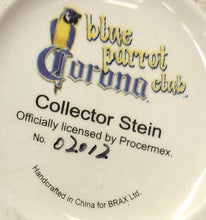 blue
parrot
Corona club
Collector Stein
Officially licensed by Procermex.
No. 02012
Handcrafted in China for BRAX Ltd.